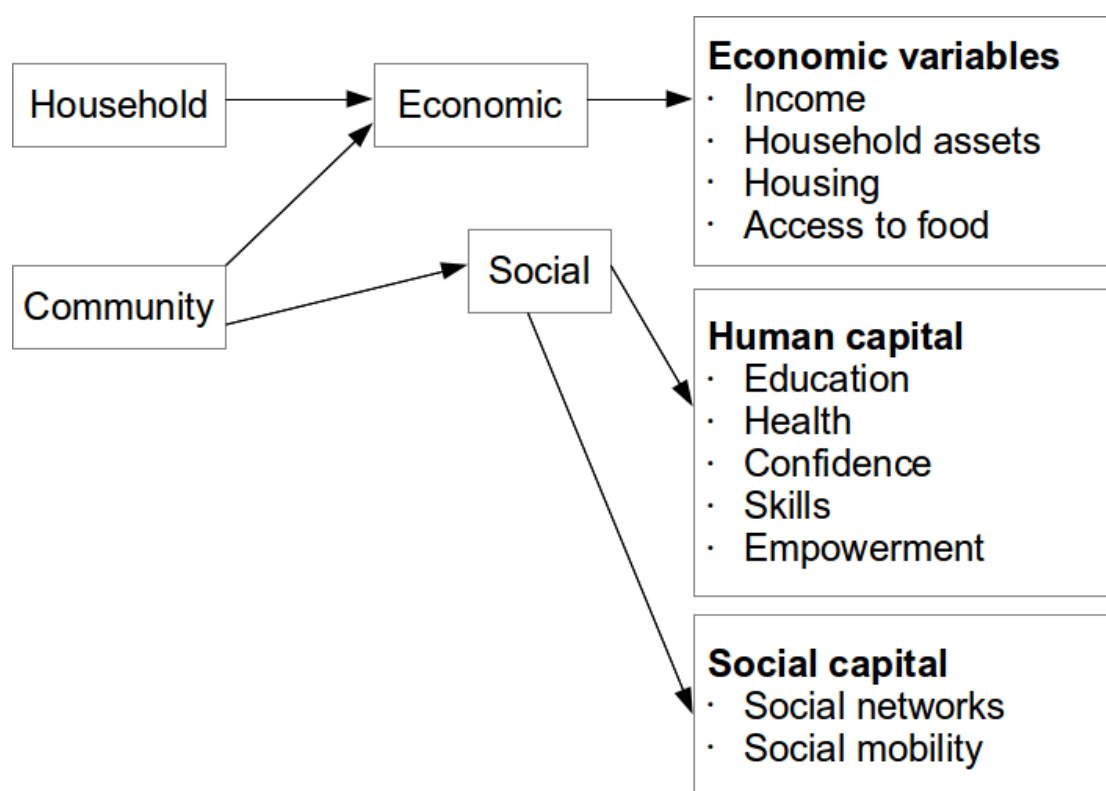 Household
Economic
Community
Social
Economic variables
· Income
· Household assets
· Housing
· Access to food
Human capital
· Education
· Health
· Confidence
· Skills
· Empowerment
Social capital
· Social networks
· Social mobility